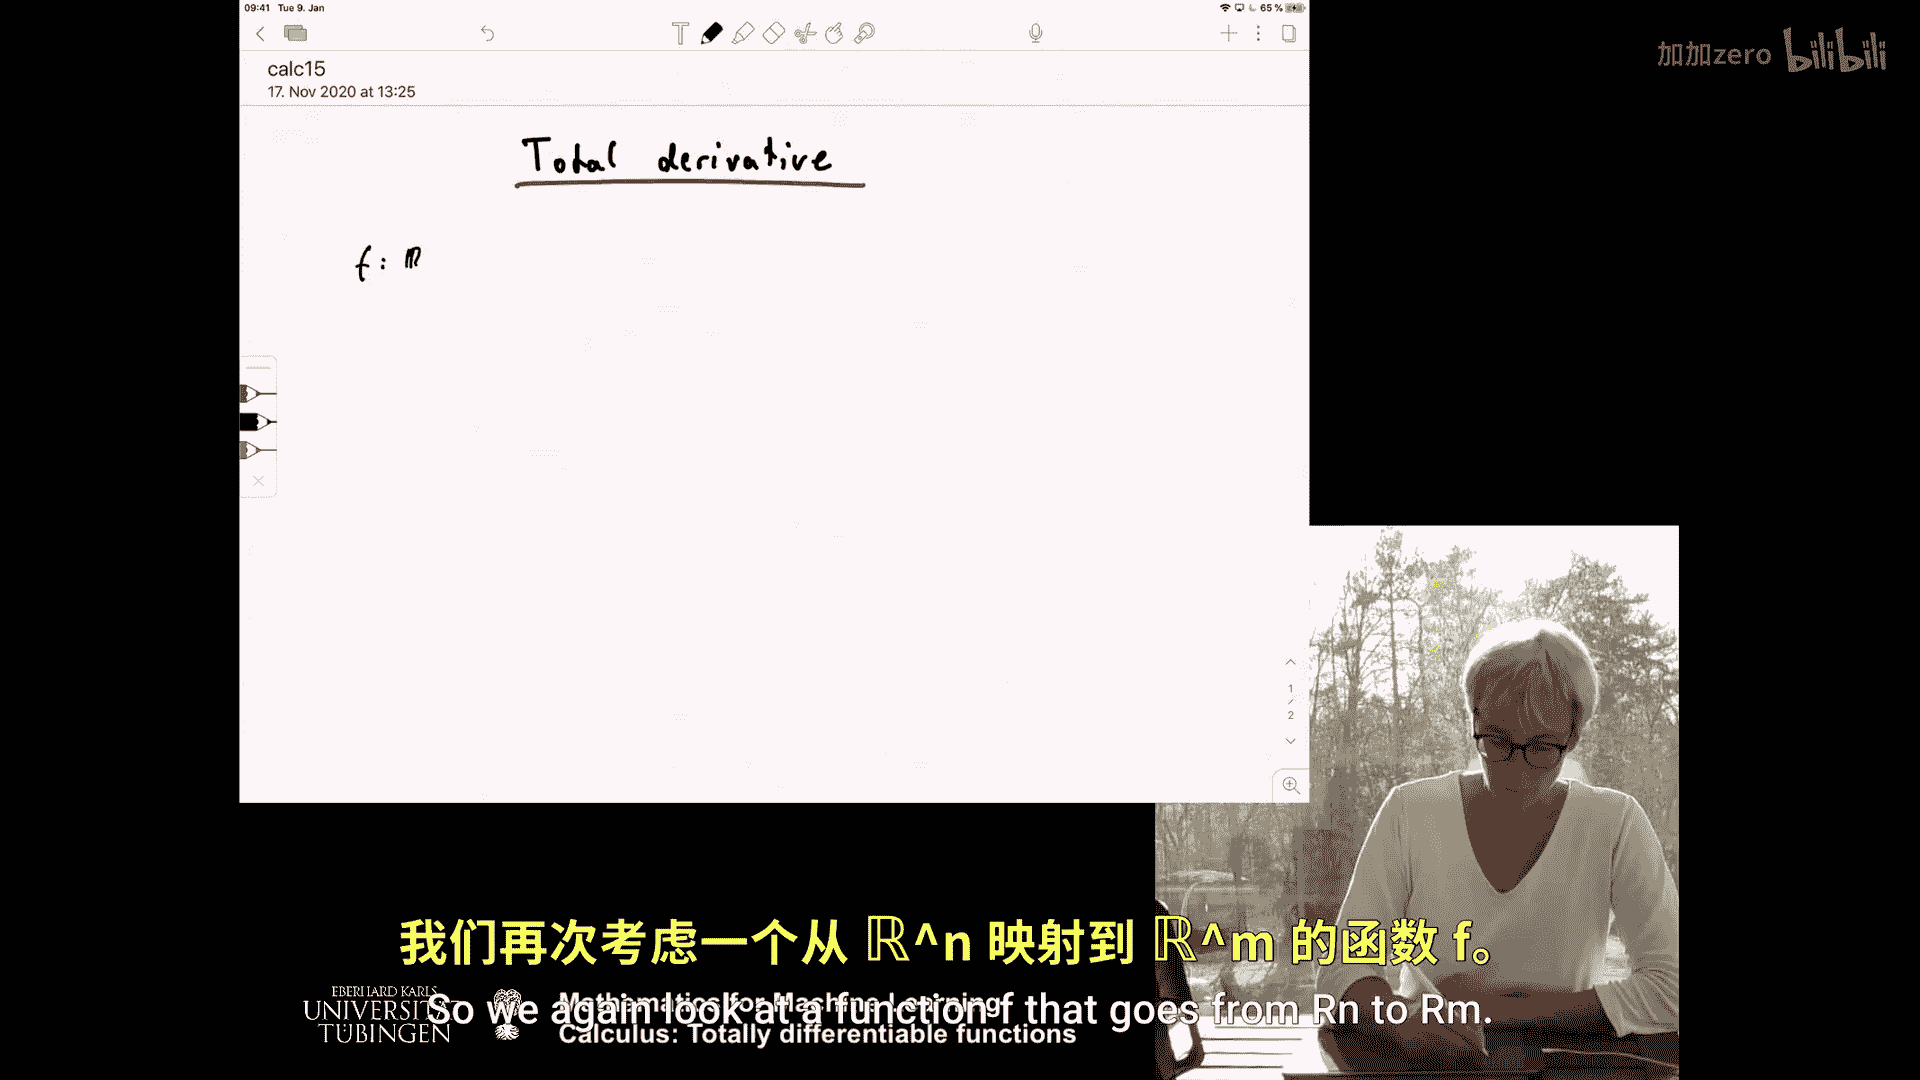 09:41 Tue 9. Jan
65 %
加加zero bilibili
calc15
17. Nov 2020 at 13:25
Total derivative
f: ℝ
1
2
我们再次考虑一个从 ℝ^n 映射到 ℝ^m 的函数 f。
So we again look at a function f that goes from Rn to Rm.
EBERHARD KARLS
UNIVERSITÄT
TÜBINGEN
Mathematics for Machine Learning
Calculus: Totally differentiable functions